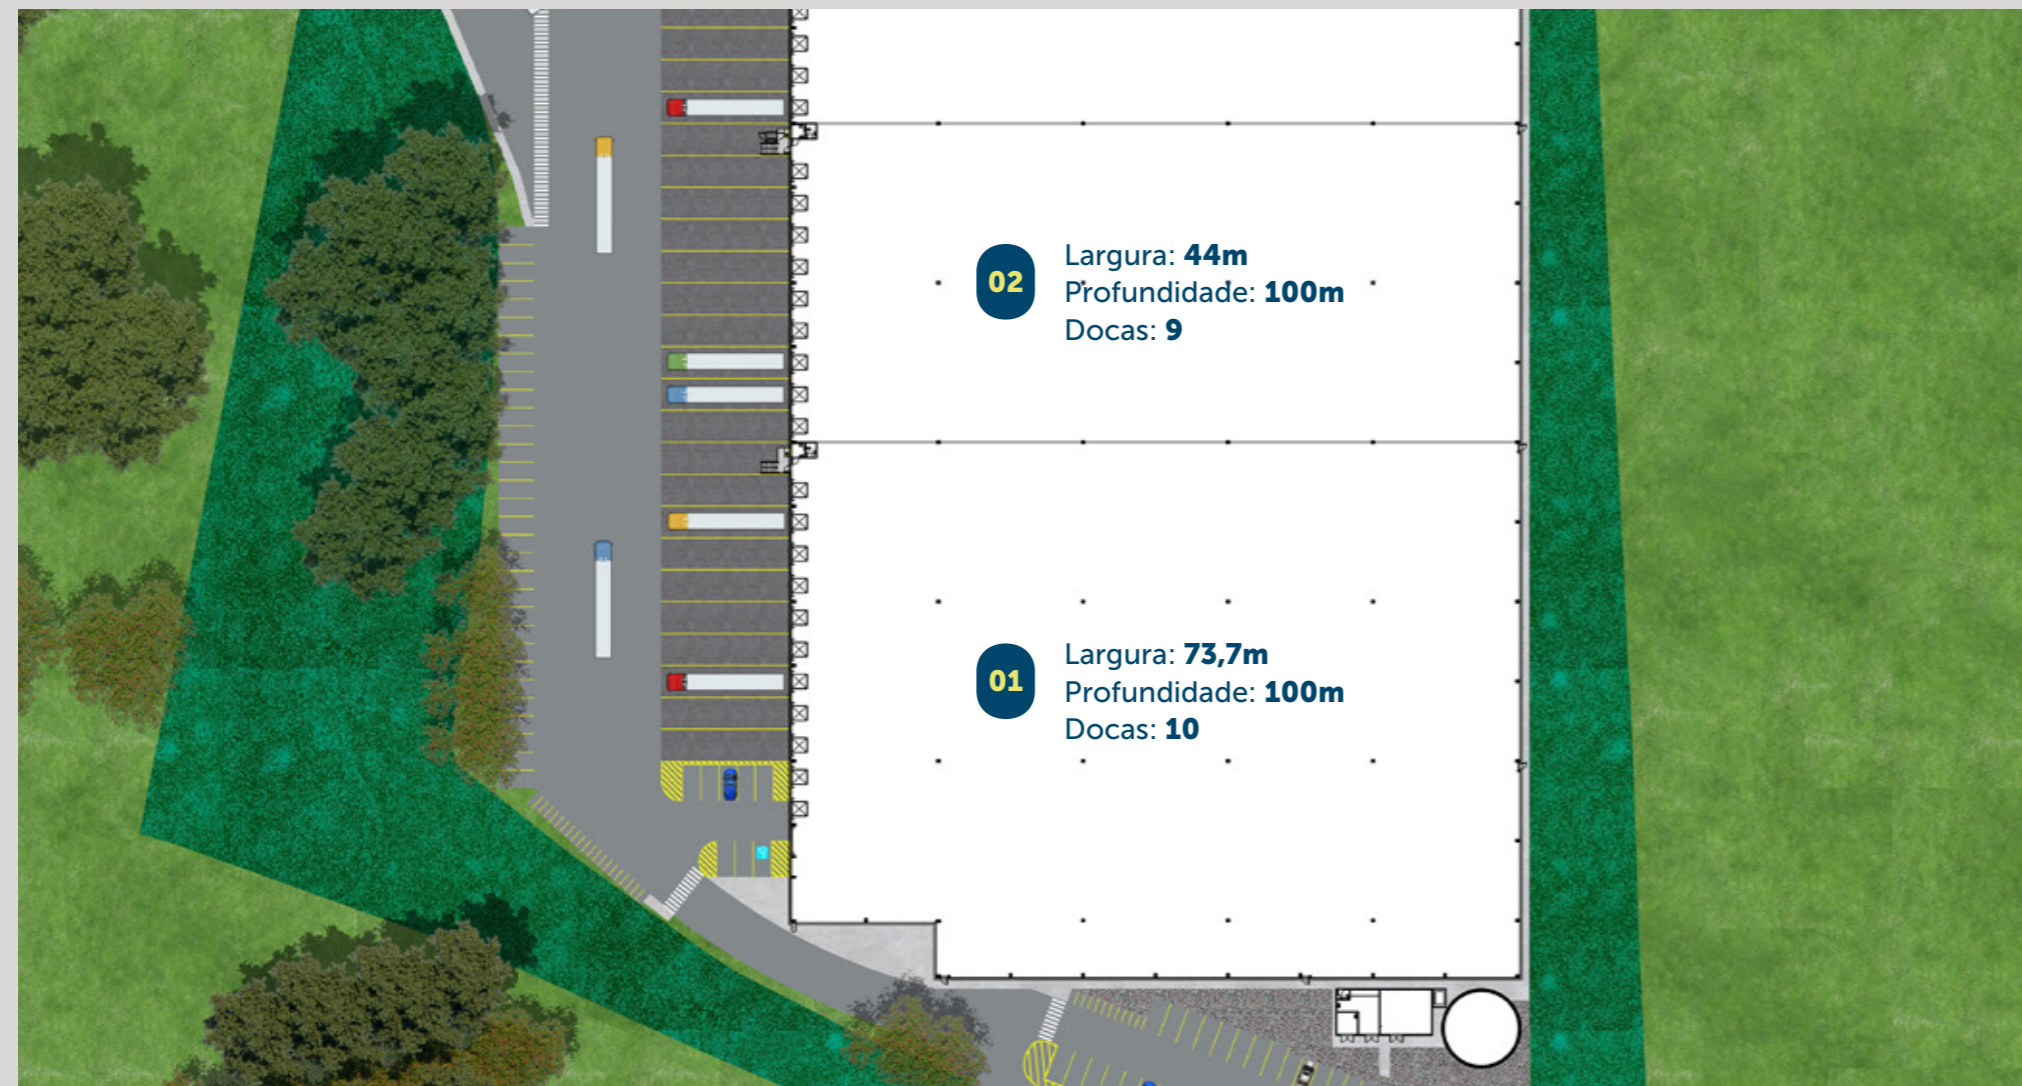 02
Largura: 44m
Profundidade: 100m
Docas: 9
01
Largura: 73,7m
Profundidade: 100m
Docas: 10